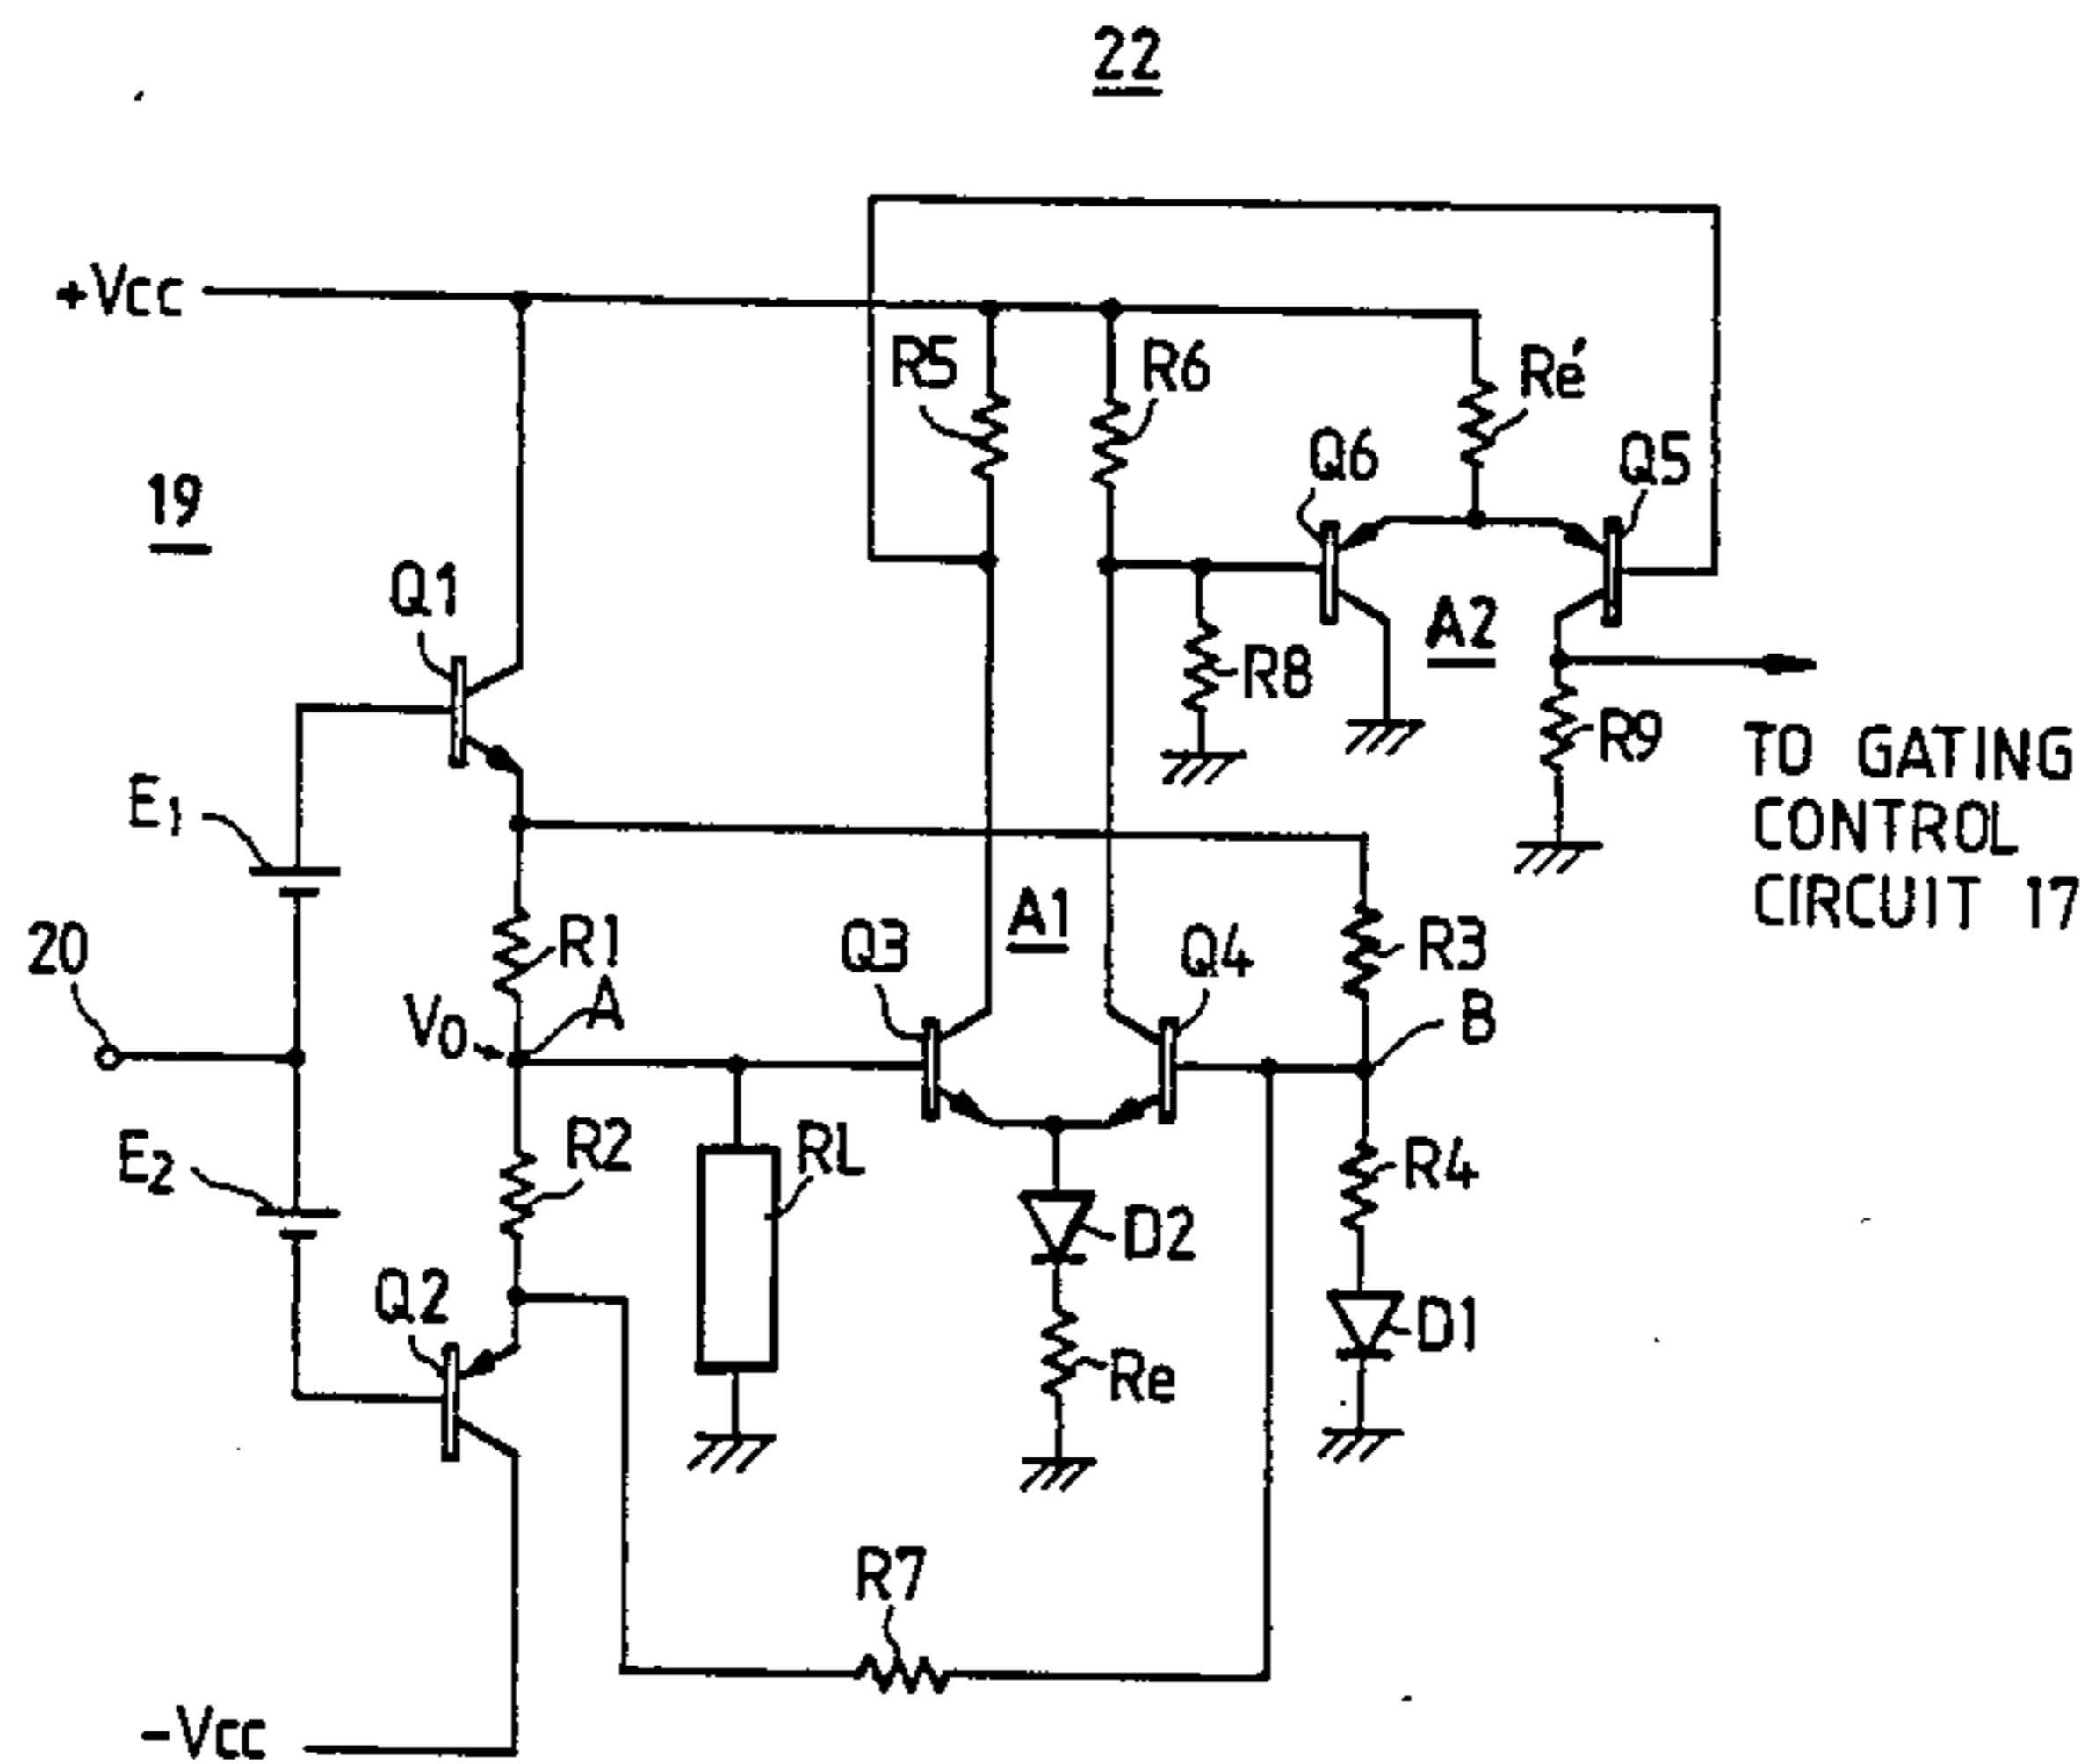 22
+Vcc
R5
R6
Re'
Q6
Q5
19
Q1
A2
R8
R9
TO GATING
CONTROL
CIRCUIT 17
E1
20
R1
A
V0
Q3
A1
Q4
R3
B
E2
R2
RL
D2
R4
Q2
D1
Re
R7
-Vcc